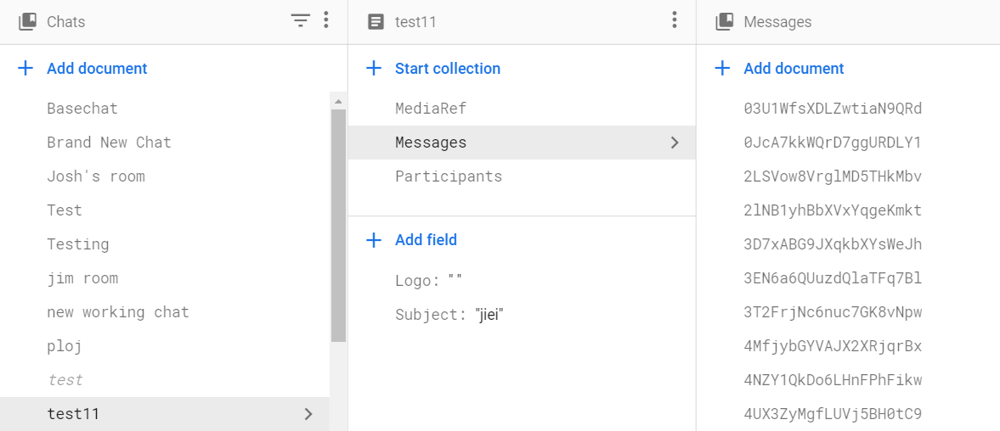 Chats
Add document
Basechat
Brand New Chat
Josh's room
Test
Testing
jim room
new working chat
ploj
test
test11
test11
Start collection
MediaRef
Messages
Participants
Add field
Logo: ""
Subject: "jiei"
Messages
Add document
03U1WfsXDLZwtiaN9QRd
0JcA7kkWQrD7ggURDLY1
2LSVow8VrglMD5THkMbv
2lNB1yhBbXVxYqgeKmkt
3D7xABG9JXqkbXYsWeJh
3EN6a6QUuzdQlaTFq7Bl
3T2FrjNc6nuc7GK8vNpw
4MfjybGYVAJX2XRjqrBx
4NZY1QkDo6LHnFPhFikw
4UX3ZyMgfLUVj5BH0tC9